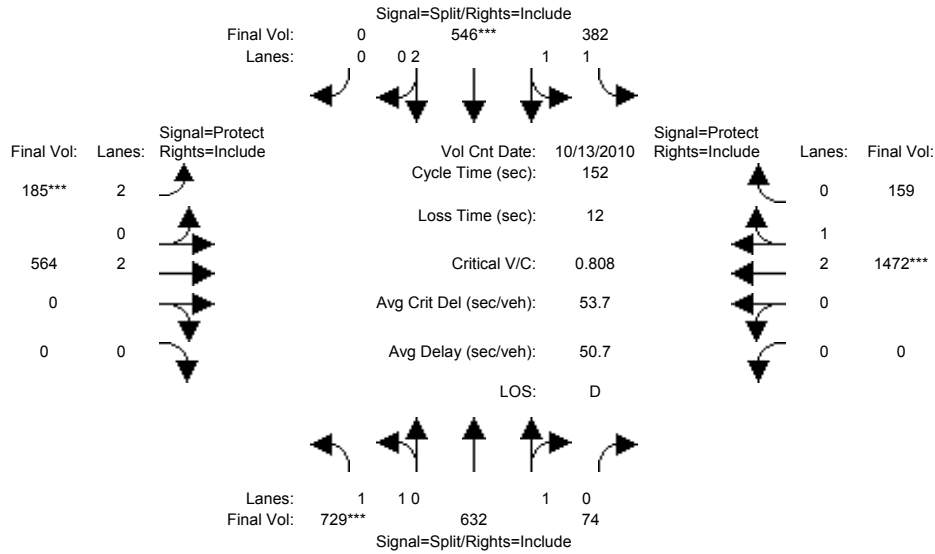 Signal=Split/Rights=Include
Final Vol: 0 546*** 382
Lanes: 0 0 2 1 1
Signal=Protect
Final Vol: Lanes: Rights=Include
Vol Cnt Date: 10/13/2010
Signal=Protect
Rights=Include Lanes: Final Vol:
Cycle Time (sec): 152
185*** 2
0 159
Loss Time (sec): 12
0
1
564 2
Critical V/C: 0.808
2 1472***
0
Avg Crit Del (sec/veh): 53.7
0
0 0
Avg Delay (sec/veh): 50.7
0 0
LOS: D
Lanes: 1 1 0 1 0
Final Vol: 729*** 632 74
Signal=Split/Rights=Include